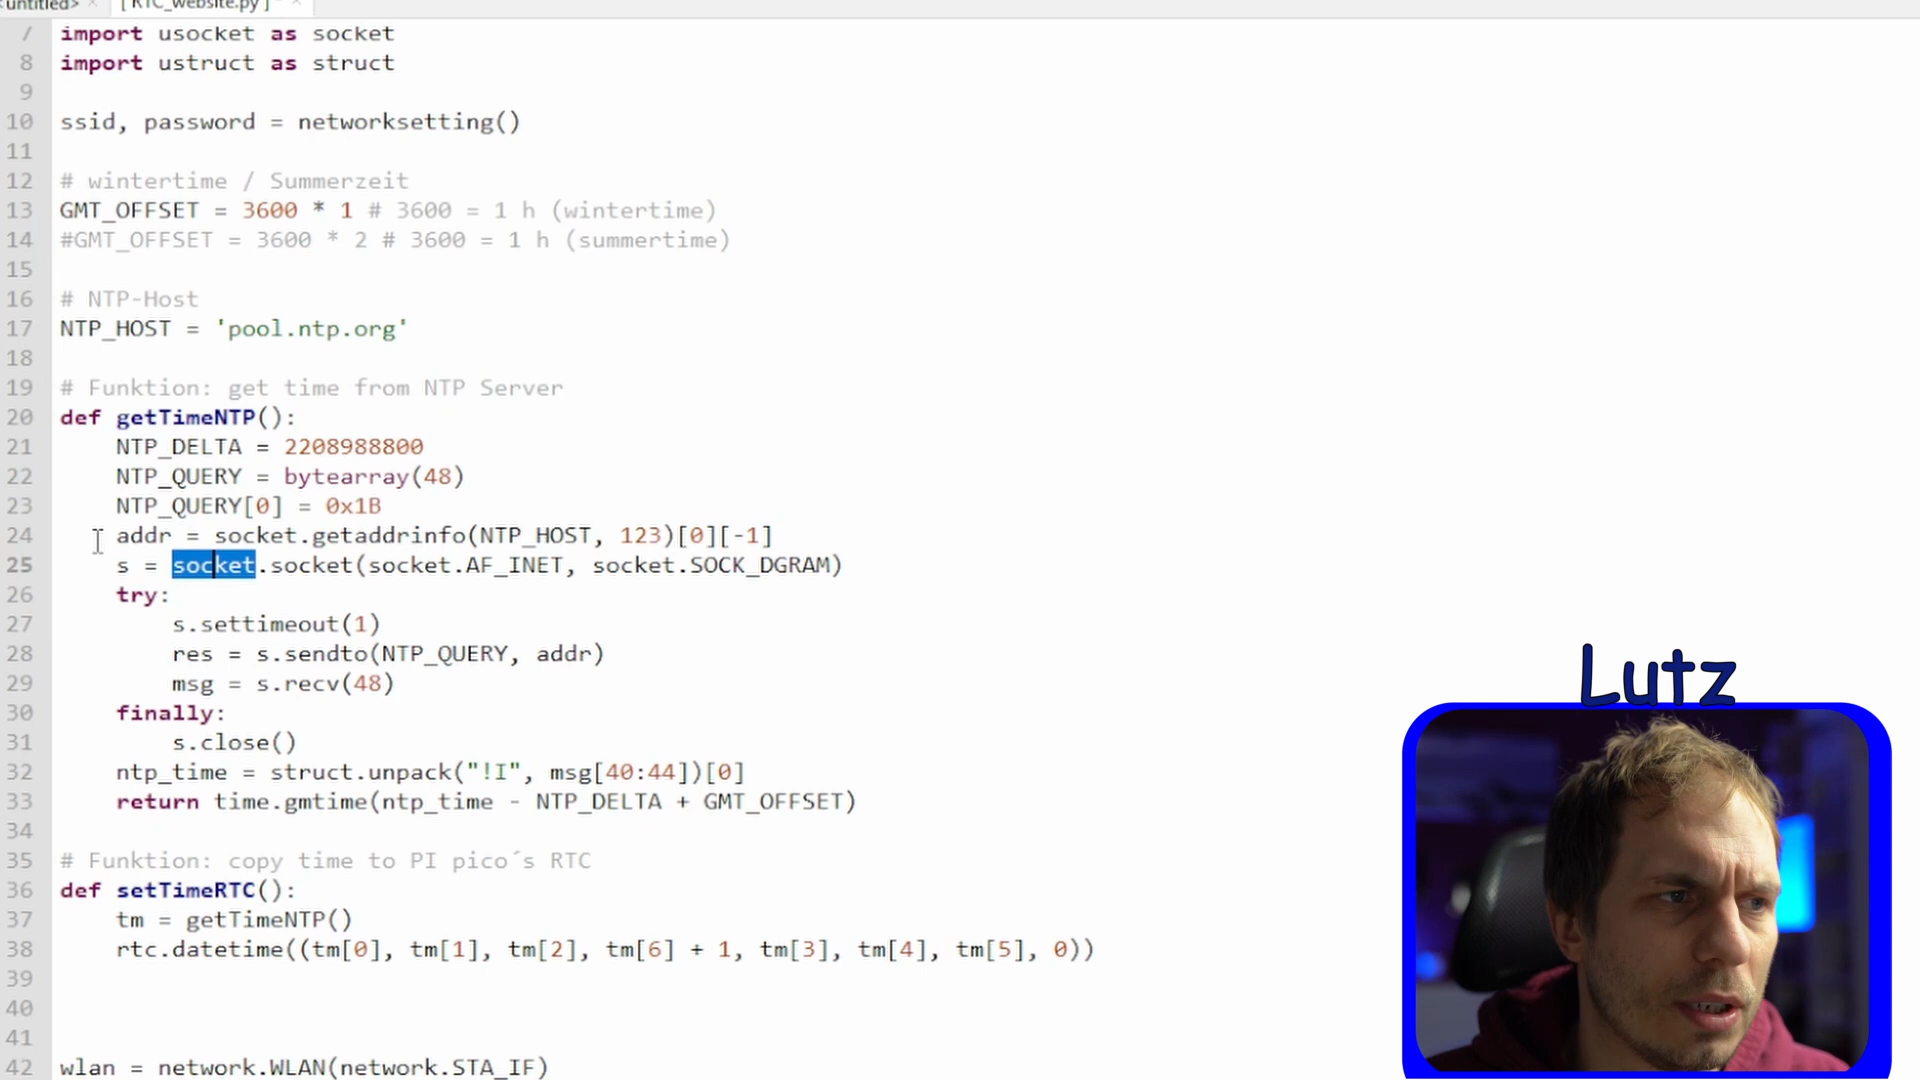 <untitled> × [ RTC_website.py ] * ×
7 import usocket as socket
8 import ustruct as struct
9
10 ssid, password = networksetting()
11
12 # wintertime / Summerzeit
13 GMT_OFFSET = 3600 * 1 # 3600 = 1 h (wintertime)
14 #GMT_OFFSET = 3600 * 2 # 3600 = 1 h (summertime)
15
16 # NTP-Host
17 NTP_HOST = 'pool.ntp.org'
18
19 # Funktion: get time from NTP Server
20 def getTimeNTP():
21 NTP_DELTA = 2208988800
22 NTP_QUERY = bytearray(48)
23 NTP_QUERY[0] = 0x1B
24 addr = socket.getaddrinfo(NTP_HOST, 123)[0][-1]
25 s = socket.socket(socket.AF_INET, socket.SOCK_DGRAM)
26 try:
27 s.settimeout(1)
28 res = s.sendto(NTP_QUERY, addr)
29 msg = s.recv(48)
30 finally:
31 s.close()
32 ntp_time = struct.unpack("!I", msg[40:44])[0]
33 return time.gmtime(ntp_time - NTP_DELTA + GMT_OFFSET)
34
35 # Funktion: copy time to PI pico´s RTC
36 def setTimeRTC():
37 tm = getTimeNTP()
38 rtc.datetime((tm[0], tm[1], tm[2], tm[6] + 1, tm[3], tm[4], tm[5], 0))
39
40
41
42 wlan = network.WLAN(network.STA_IF)
Lutz